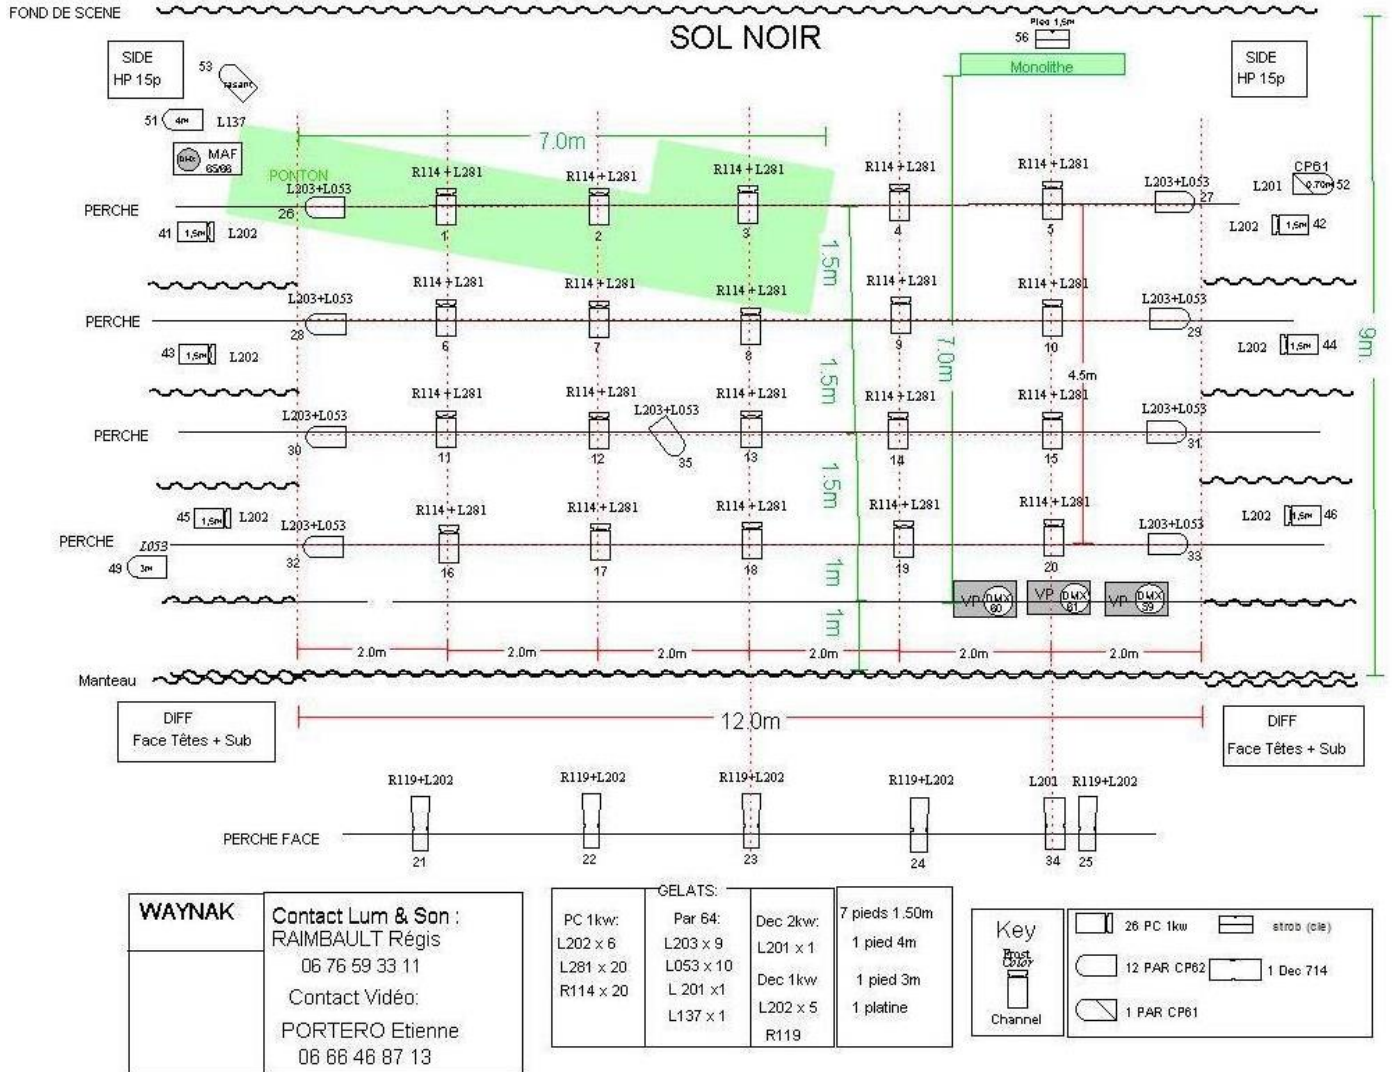 FOND DE SCENE
SOL NOIR
Pied 1,5m
56
Monolithe
SIDE
HP 15p
SIDE
HP 15p
53
rasant
51 4m L137
7.0m
DMX MAF
65/66
PONTON
R114+L281 R114+L281 R114+L281 R114+L281 R114+L281
CP61
L201 0.70m 52
L203+L053 L203+L053
PERCHE 26 1 2 3 4 5 27
41 1,5m L202
L202 1,5m 42
1.5m
R114+L281 R114+L281 R114+L281 R114+L281 R114+L281
L203+L053 L203+L053
PERCHE 28 6 7 8 9 10 29
43 1,5m L202
L202 1,5m 44
1.5m
7.0m
4.5m
9m.
R114+L281 R114+L281 R114+L281 R114+L281 R114+L281
L203+L053 L203+L053 L203+L053
PERCHE 30 11 12 35 13 14 15 31
1.5m
45 1,5m L202
L202 1,5m 46
R114+L281 R114+L281 R114+L281 R114+L281 R114+L281
L203+L053 L203+L053
PERCHE 32 16 17 18 19 20 33
L053
49 3m
1m
VP DMX 60 VP DMX 61 VP DMX 59
1m
2.0m 2.0m 2.0m 2.0m 2.0m 2.0m
Manteau
12.0m
DIFF
Face Têtes + Sub
DIFF
Face Têtes + Sub
R119+L202 R119+L202 R119+L202 R119+L202 L201 R119+L202
PERCHE FACE
21 22 23 24 34 25
WAYNAK
Contact Lum & Son :
RAIMBAULT Régis
06 76 59 33 11
Contact Vidéo:
PORTERO Etienne
06 66 46 87 13
GELATS:
PC 1kw:
L202 x 6
L281 x 20
R114 x 20
Par 64:
L203 x 9
L053 x 10
L 201 x1
L137 x 1
Dec 2kw:
L201 x 1
Dec 1kw
L202 x 5
R119
7 pieds 1.50m
1 pied 4m
1 pied 3m
1 platine
Key
Frost
Color
Channel
26 PC 1kw
strob (cie)
12 PAR CP62
1 Dec 714
1 PAR CP61